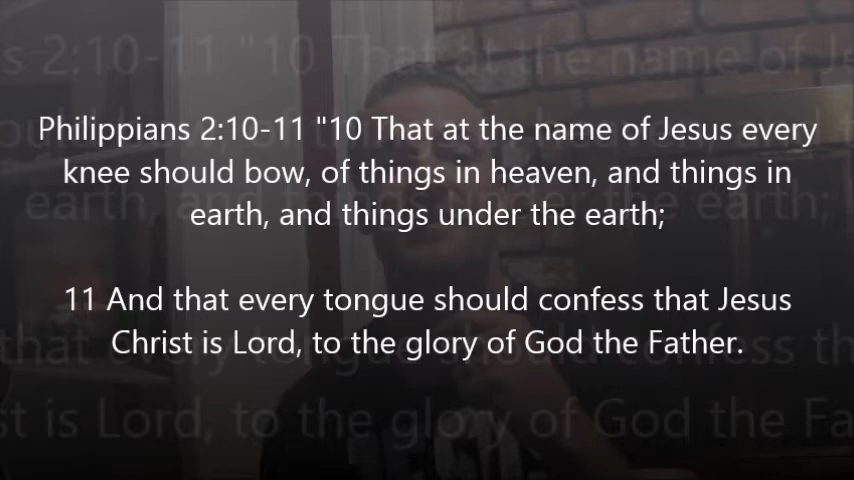 Philippians 2:10-11 "10 That at the name of Jesus every
knee should bow, of things in heaven, and things in
earth, and things under the earth;
11 And that every tongue should confess that Jesus
Christ is Lord, to the glory of God the Father.